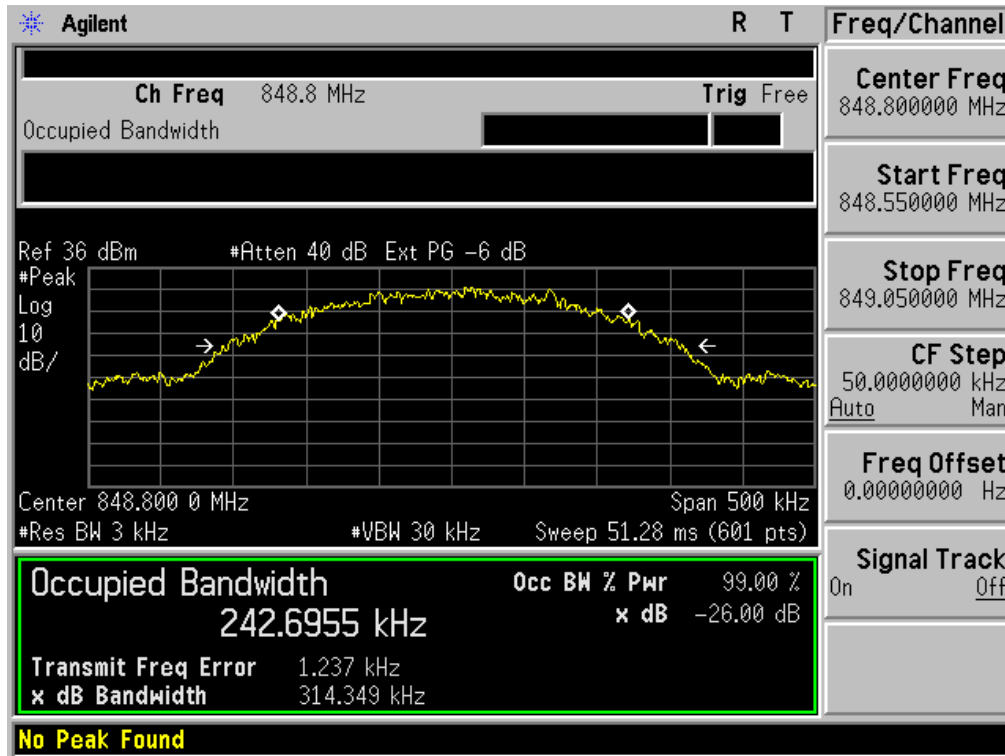 Agilent
R T
Freq/Channel
Ch Freq 848.8 MHz
Trig Free
Occupied Bandwidth
Center Freq
848.800000 MHz
Start Freq
848.550000 MHz
Stop Freq
849.050000 MHz
CF Step
50.0000000 kHz
Auto Man
Freq Offset
0.00000000 Hz
Signal Track
On Off
Ref 36 dBm #Atten 40 dB Ext PG -6 dB
#Peak
Log
10
dB/
Center 848.800 0 MHz Span 500 kHz
#Res BW 3 kHz #VBW 30 kHz Sweep 51.28 ms (601 pts)
Occupied Bandwidth
242.6955 kHz
Occ BW % Pwr 99.00 %
x dB -26.00 dB
Transmit Freq Error 1.237 kHz
x dB Bandwidth 314.349 kHz
No Peak Found